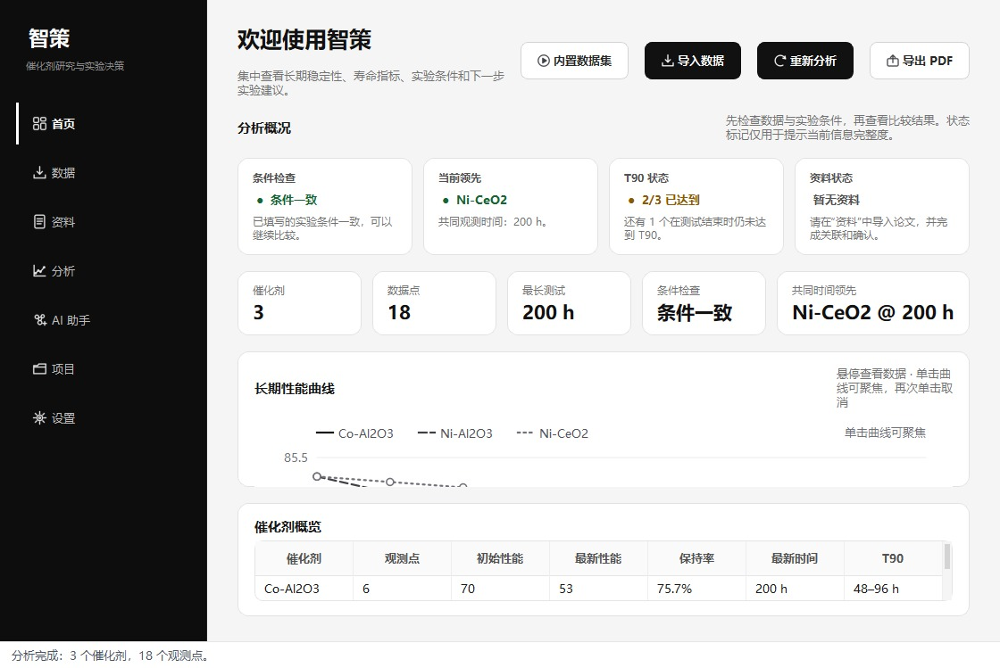 智策
催化剂研究与实验决策
首页
数据
资料
分析
AI 助手
项目
设置
欢迎使用智策
集中查看长期稳定性、寿命指标、实验条件和下一步
实验建议。
内置数据集
导入数据
重新分析
导出 PDF
分析概况
先检查数据与实验条件，再查看比较结果。状态
标记仅用于提示当前信息完整度。
条件检查
● 条件一致
已填写的实验条件一致，可以
继续比较。
当前领先
● Ni-CeO2
共同观测时间：200 h。
T90 状态
● 2/3 已达到
还有 1 个在测试结束时仍未达
到 T90。
资料状态
暂无资料
请在“资料”中导入论文，并完
成关联和确认。
催化剂
3
数据点
18
最长测试
200 h
条件检查
条件一致
共同时间领先
Ni-CeO2 @ 200 h
长期性能曲线
悬停查看数据 · 单击曲
线可聚焦，再次单击取
消
Co-Al2O3 Ni-Al2O3 Ni-CeO2
单击曲线可聚焦
85.5
催化剂概览
催化剂 观测点 初始性能 最新性能 保持率 最新时间 T90
Co-Al2O3 6 70 53 75.7% 200 h 48–96 h
分析完成：3 个催化剂，18 个观测点。